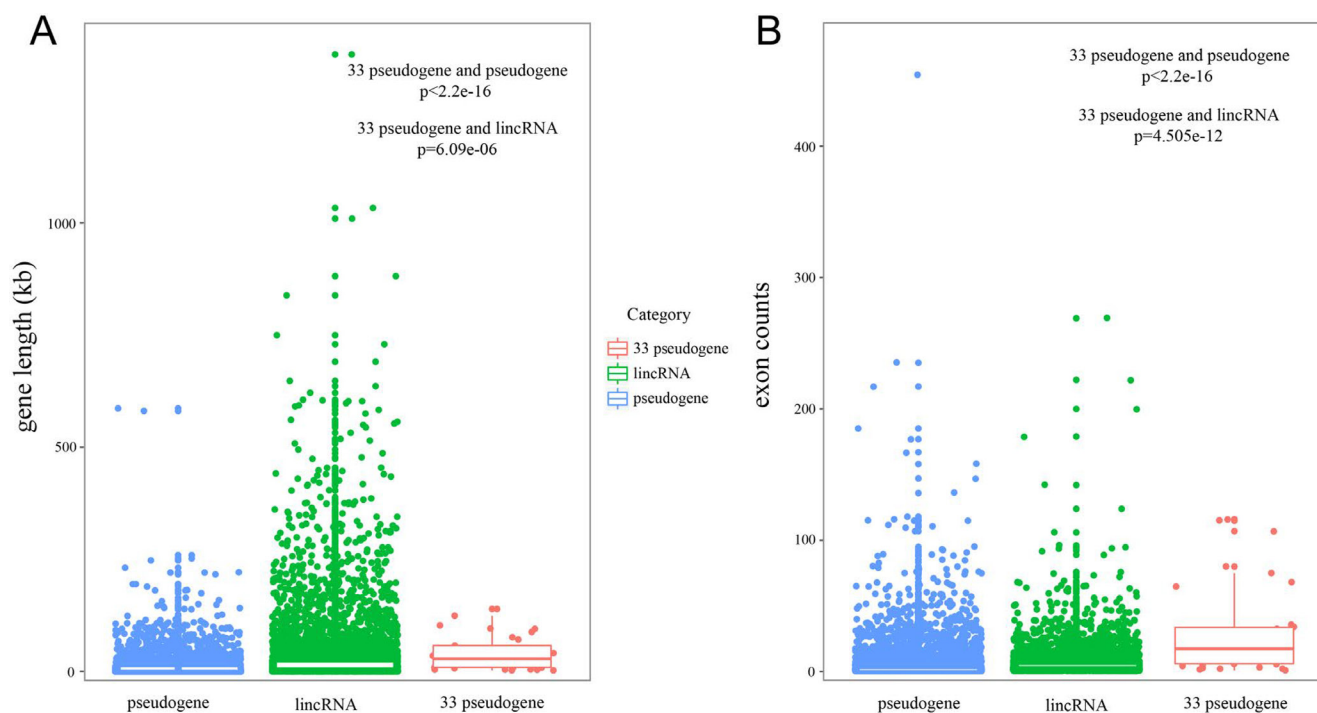 A
33 pseudogene and pseudogene
p<2.2e-16
33 pseudogene and lincRNA
p=6.09e-06
1000
500
0
gene length (kb)
pseudogene
lincRNA
33 pseudogene
Category
33 pseudogene
lincRNA
pseudogene
B
33 pseudogene and pseudogene
p<2.2e-16
33 pseudogene and lincRNA
p=4.505e-12
400
300
200
100
0
exon counts
pseudogene
lincRNA
33 pseudogene